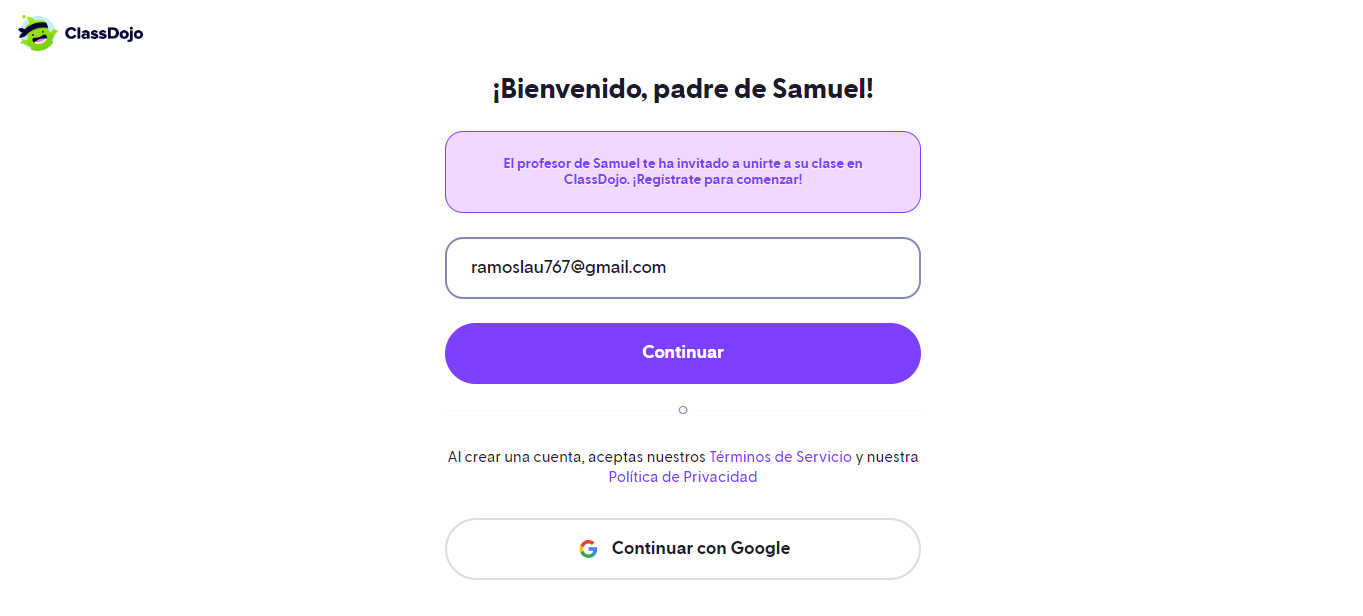 ClassDojo
¡Bienvenido, padre de Samuel!
El profesor de Samuel te ha invitado a unirte a su clase en
ClassDojo. ¡Regístrate para comenzar!
ramoslau767@gmail.com
Continuar
O
Al crear una cuenta, aceptas nuestros Términos de Servicio y nuestra
Política de Privacidad
Continuar con Google